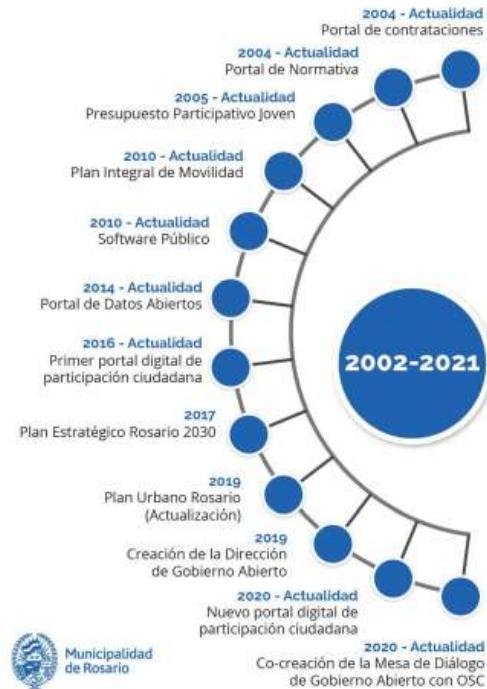 2004 - Actualidad
Portal de contrataciones
2004 - Actualidad
Portal de Normativa
2005 - Actualidad
Presupuesto Participativo Joven
2010 - Actualidad
Plan Integral de Movilidad
2010 - Actualidad
Software Público
2014 - Actualidad
Portal de Datos Abiertos
2016 - Actualidad
Primer portal digital de
participación ciudadana
2002-2021
2017
Plan Estratégico Rosario 2030
2019
Plan Urbano Rosario
(Actualización)
2019
Creación de la Dirección
de Gobierno Abierto
2020 - Actualidad
Nuevo portal digital de
participación ciudadana
2020 - Actualidad
Co-creación de la Mesa de Diálogo
de Gobierno Abierto con OSC
Municipalidad
de Rosario